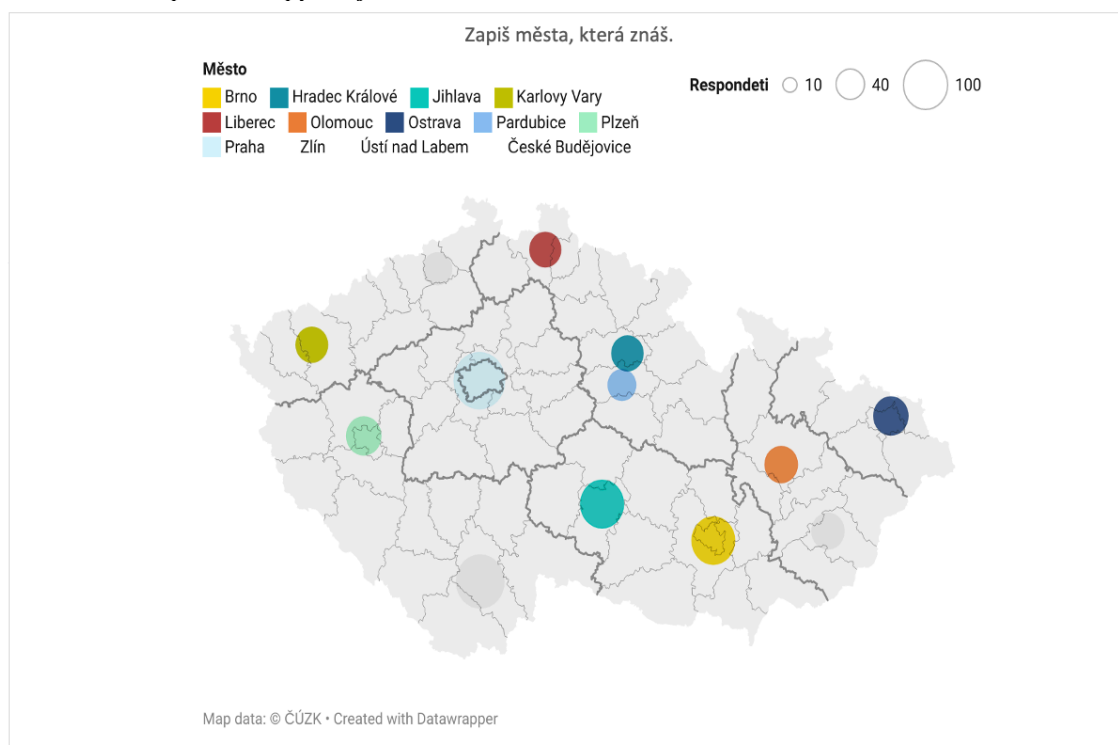 Zapiš města, která znáš.
Město
Respondeti 10 40 100
Brno Hradec Králové Jihlava Karlovy Vary
Liberec Olomouc Ostrava Pardubice Plzeň
Praha Zlín Ústí nad Labem České Budějovice
Map data: © ČÚZK • Created with Datawrapper